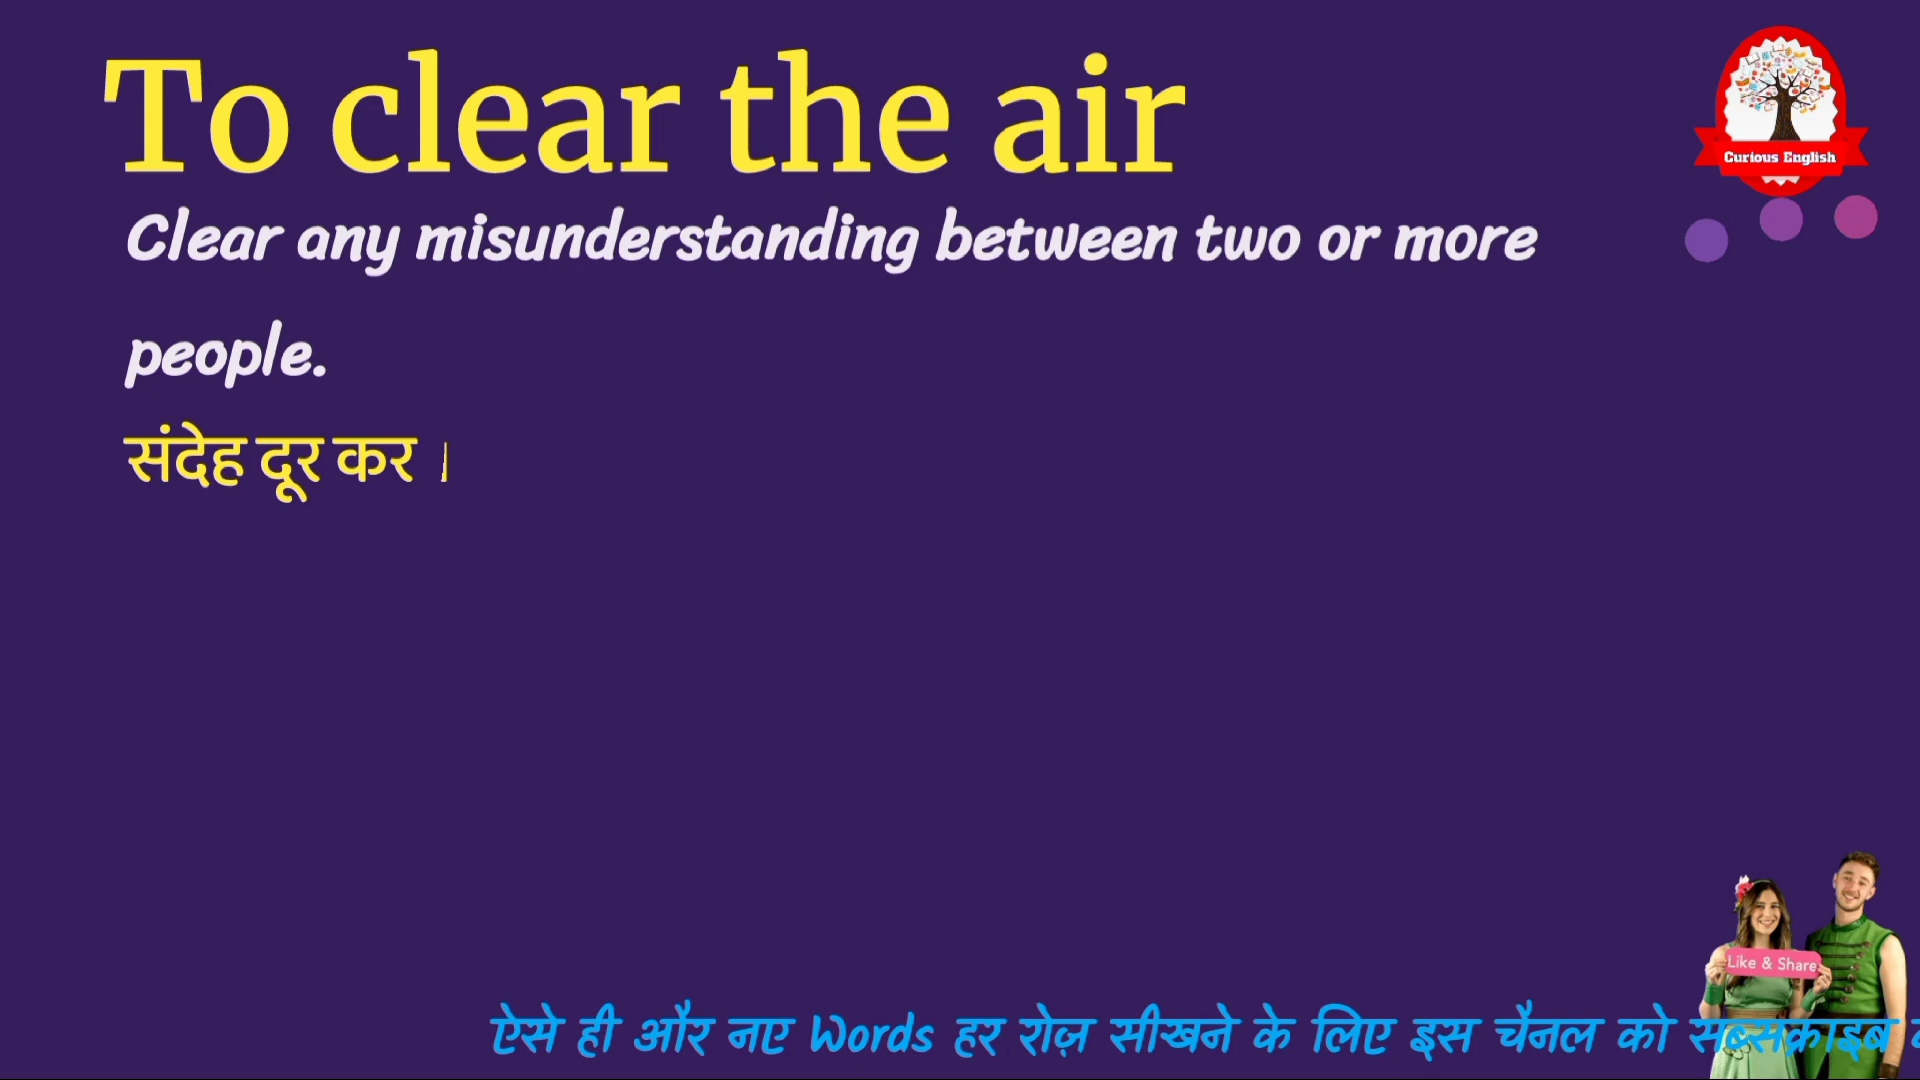 To clear the air
Curious English
Clear any misunderstanding between two or more
people.
संदेह दूर कर ।
Like & Share
ऐसे ही और नए Words हर रोज़ सीखने के लिए इस चैनल को सब्सक्राइब